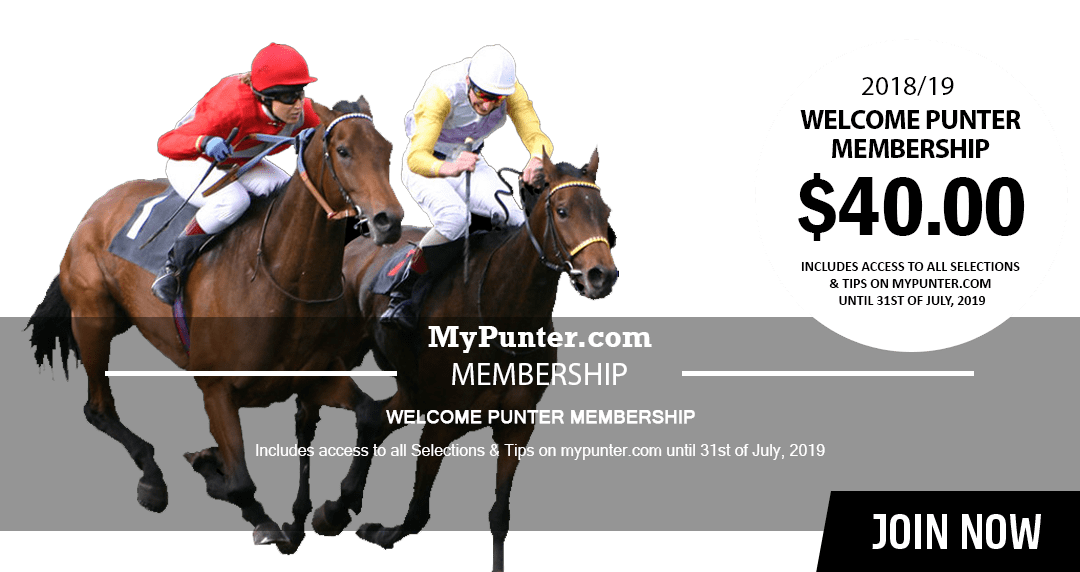 2018/19
WELCOME PUNTER
MEMBERSHIP
$40.00
INCLUDES ACCESS TO ALL SELECTIONS
& TIPS ON MYPUNTER.COM
UNTIL 31ST OF JULY, 2019
1
MyPunter.com
MEMBERSHIP
WELCOME PUNTER MEMBERSHIP
Includes access to all Selections & Tips on mypunter.com until 31st of July, 2019
JOIN NOW